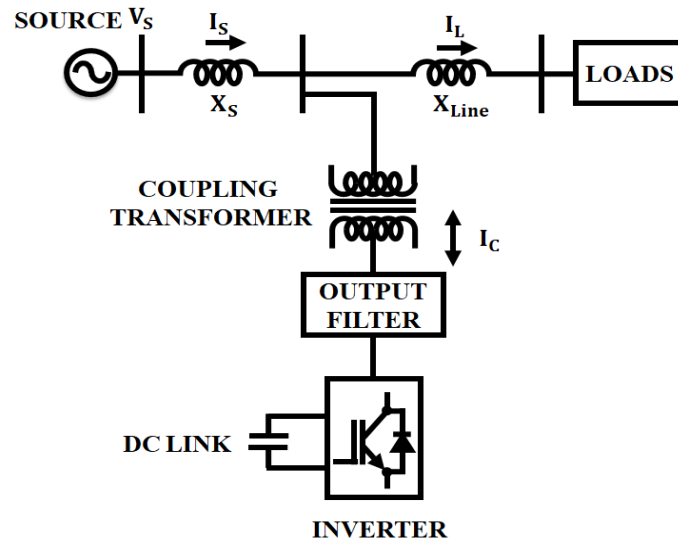 SOURCE V_S
I_S
I_L
X_S
X_Line
LOADS
COUPLING
TRANSFORMER
I_C
OUTPUT
FILTER
DC LINK
INVERTER